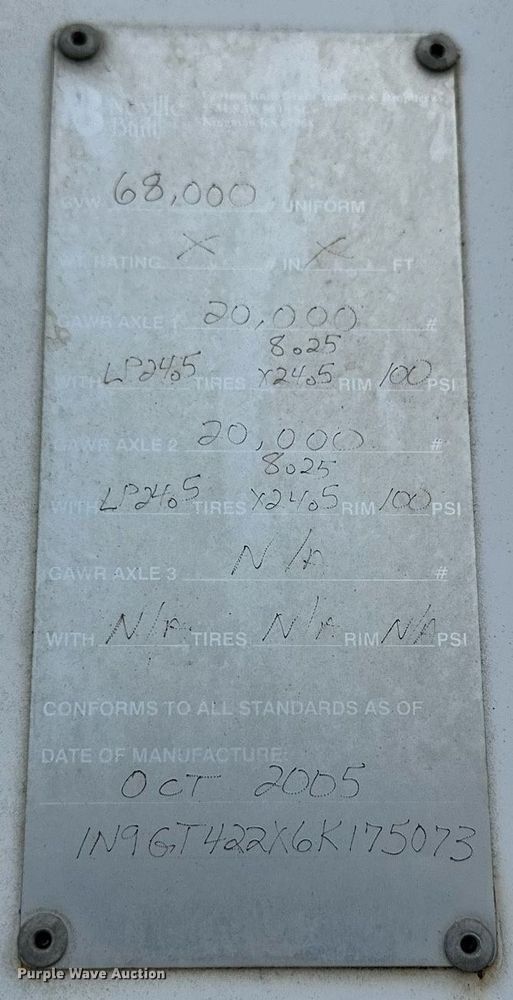 Neville
Built
GVW 68,000 UNIFORM
WT. RATING X IN X FT
GAWR AXLE 1 20,000 #
8.25
WITH LP24.5 TIRES X24.5 RIM 100 PSI
GAWR AXLE 2 20,000 #
8.25
WITH LP24.5 TIRES X24.5 RIM 100 PSI
GAWR AXLE 3 N/A #
WITH N/A TIRES N/A RIM N/A PSI
CONFORMS TO ALL STANDARDS AS OF
DATE OF MANUFACTURE:
OCT 2005
1N9GT422X6K175073
Purple Wave Auction